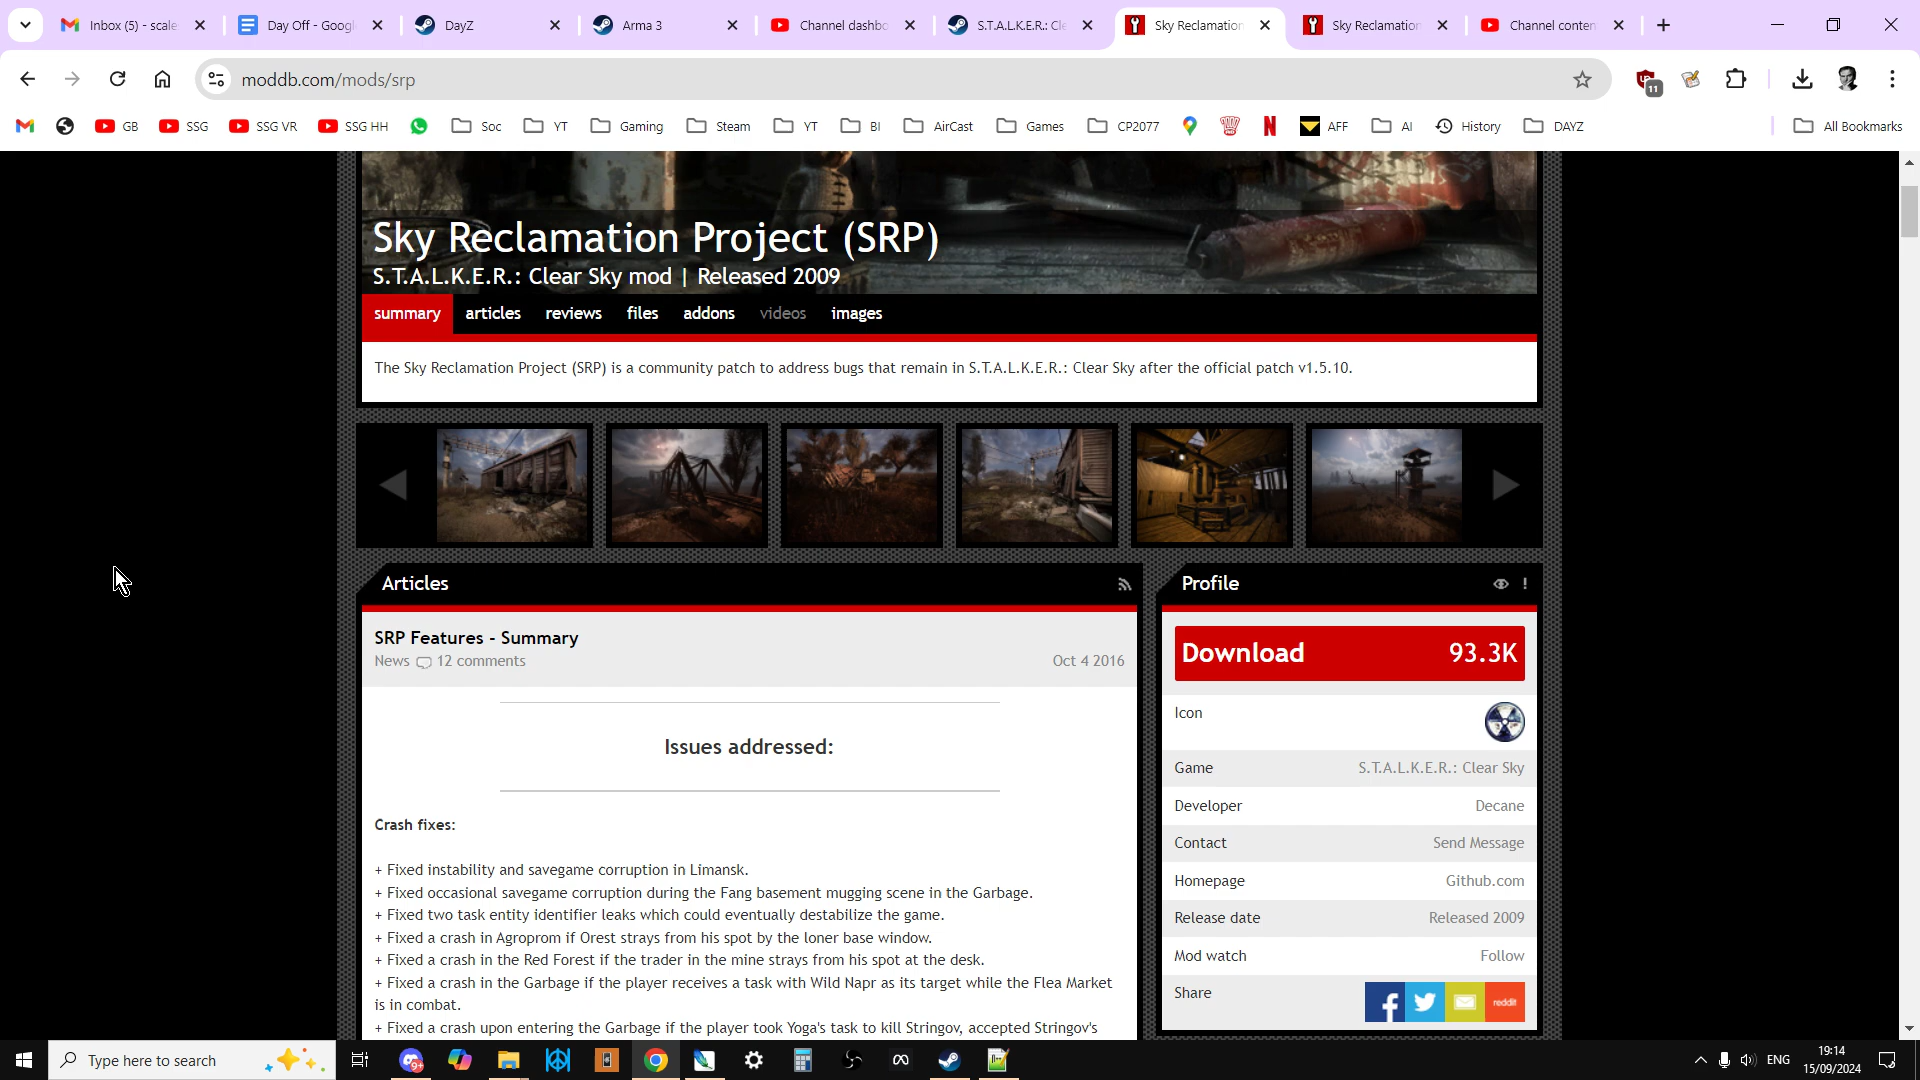 Inbox (5) - scale
Day Off - Googl
DayZ
Arma 3
Channel dashbo
S.T.A.L.K.E.R.: Cle
Sky Reclamation
Sky Reclamation
Channel conten
moddb.com/mods/srp
11
GB
SSG
SSG VR
SSG HH
Soc
YT
Gaming
Steam
YT
BI
AirCast
Games
CP2077
AFF
AI
History
DAYZ
All Bookmarks
Sky Reclamation Project (SRP)
S.T.A.L.K.E.R.: Clear Sky mod | Released 2009
summary articles reviews files addons videos images
The Sky Reclamation Project (SRP) is a community patch to address bugs that remain in S.T.A.L.K.E.R.: Clear Sky after the official patch v1.5.10.
Articles
SRP Features - Summary
News 12 comments Oct 4 2016
Issues addressed:
Crash fixes:
+ Fixed instability and savegame corruption in Limansk.
+ Fixed occasional savegame corruption during the Fang basement mugging scene in the Garbage.
+ Fixed two task entity identifier leaks which could eventually destabilize the game.
+ Fixed a crash in Agroprom if Orest strays from his spot by the loner base window.
+ Fixed a crash in the Red Forest if the trader in the mine strays from his spot at the desk.
+ Fixed a crash in the Garbage if the player receives a task with Wild Napr as its target while the Flea Market
is in combat.
+ Fixed a crash upon entering the Garbage if the player took Yoga's task to kill Stringov, accepted Stringov's
Profile
Download 93.3K
Icon
Game S.T.A.L.K.E.R.: Clear Sky
Developer Decane
Contact Send Message
Homepage Github.com
Release date Released 2009
Mod watch Follow
Share
reddit
Type here to search
9+
ENG
19:14
15/09/2024